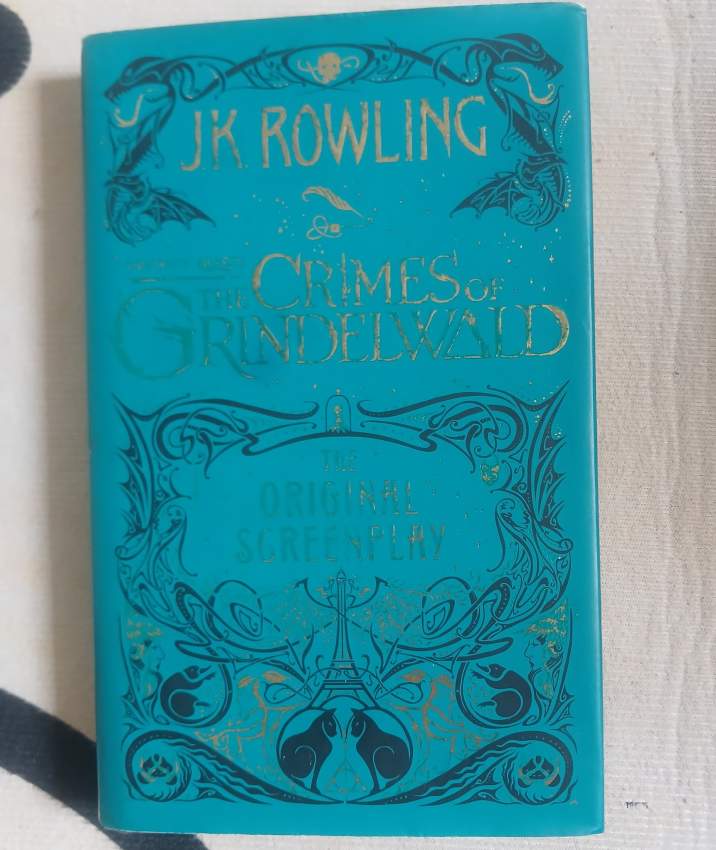 J.K. ROWLING
THE CRIMES OF
GRINDELWALD
THE
ORIGINAL
SCREENPLAY